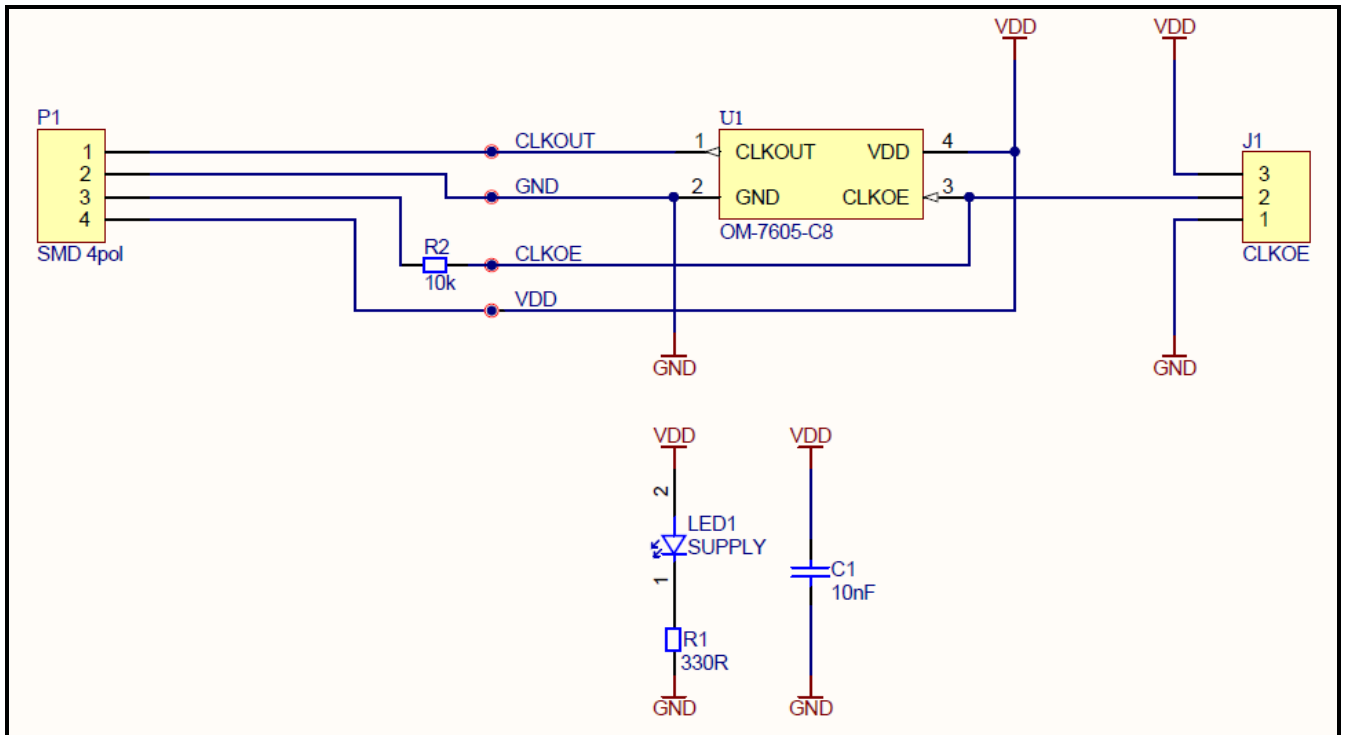 VDD
VDD
P1
1
2
3
4
SMD 4pol
CLKOUT
GND
R2
10k
CLKOE
VDD
U1
1
CLKOUT
VDD
4
2
GND
CLKOE
3
OM-7605-C8
J1
3
2
1
CLKOE
GND
GND
VDD
2
LED1
SUPPLY
1
R1
330R
GND
VDD
C1
10nF
GND